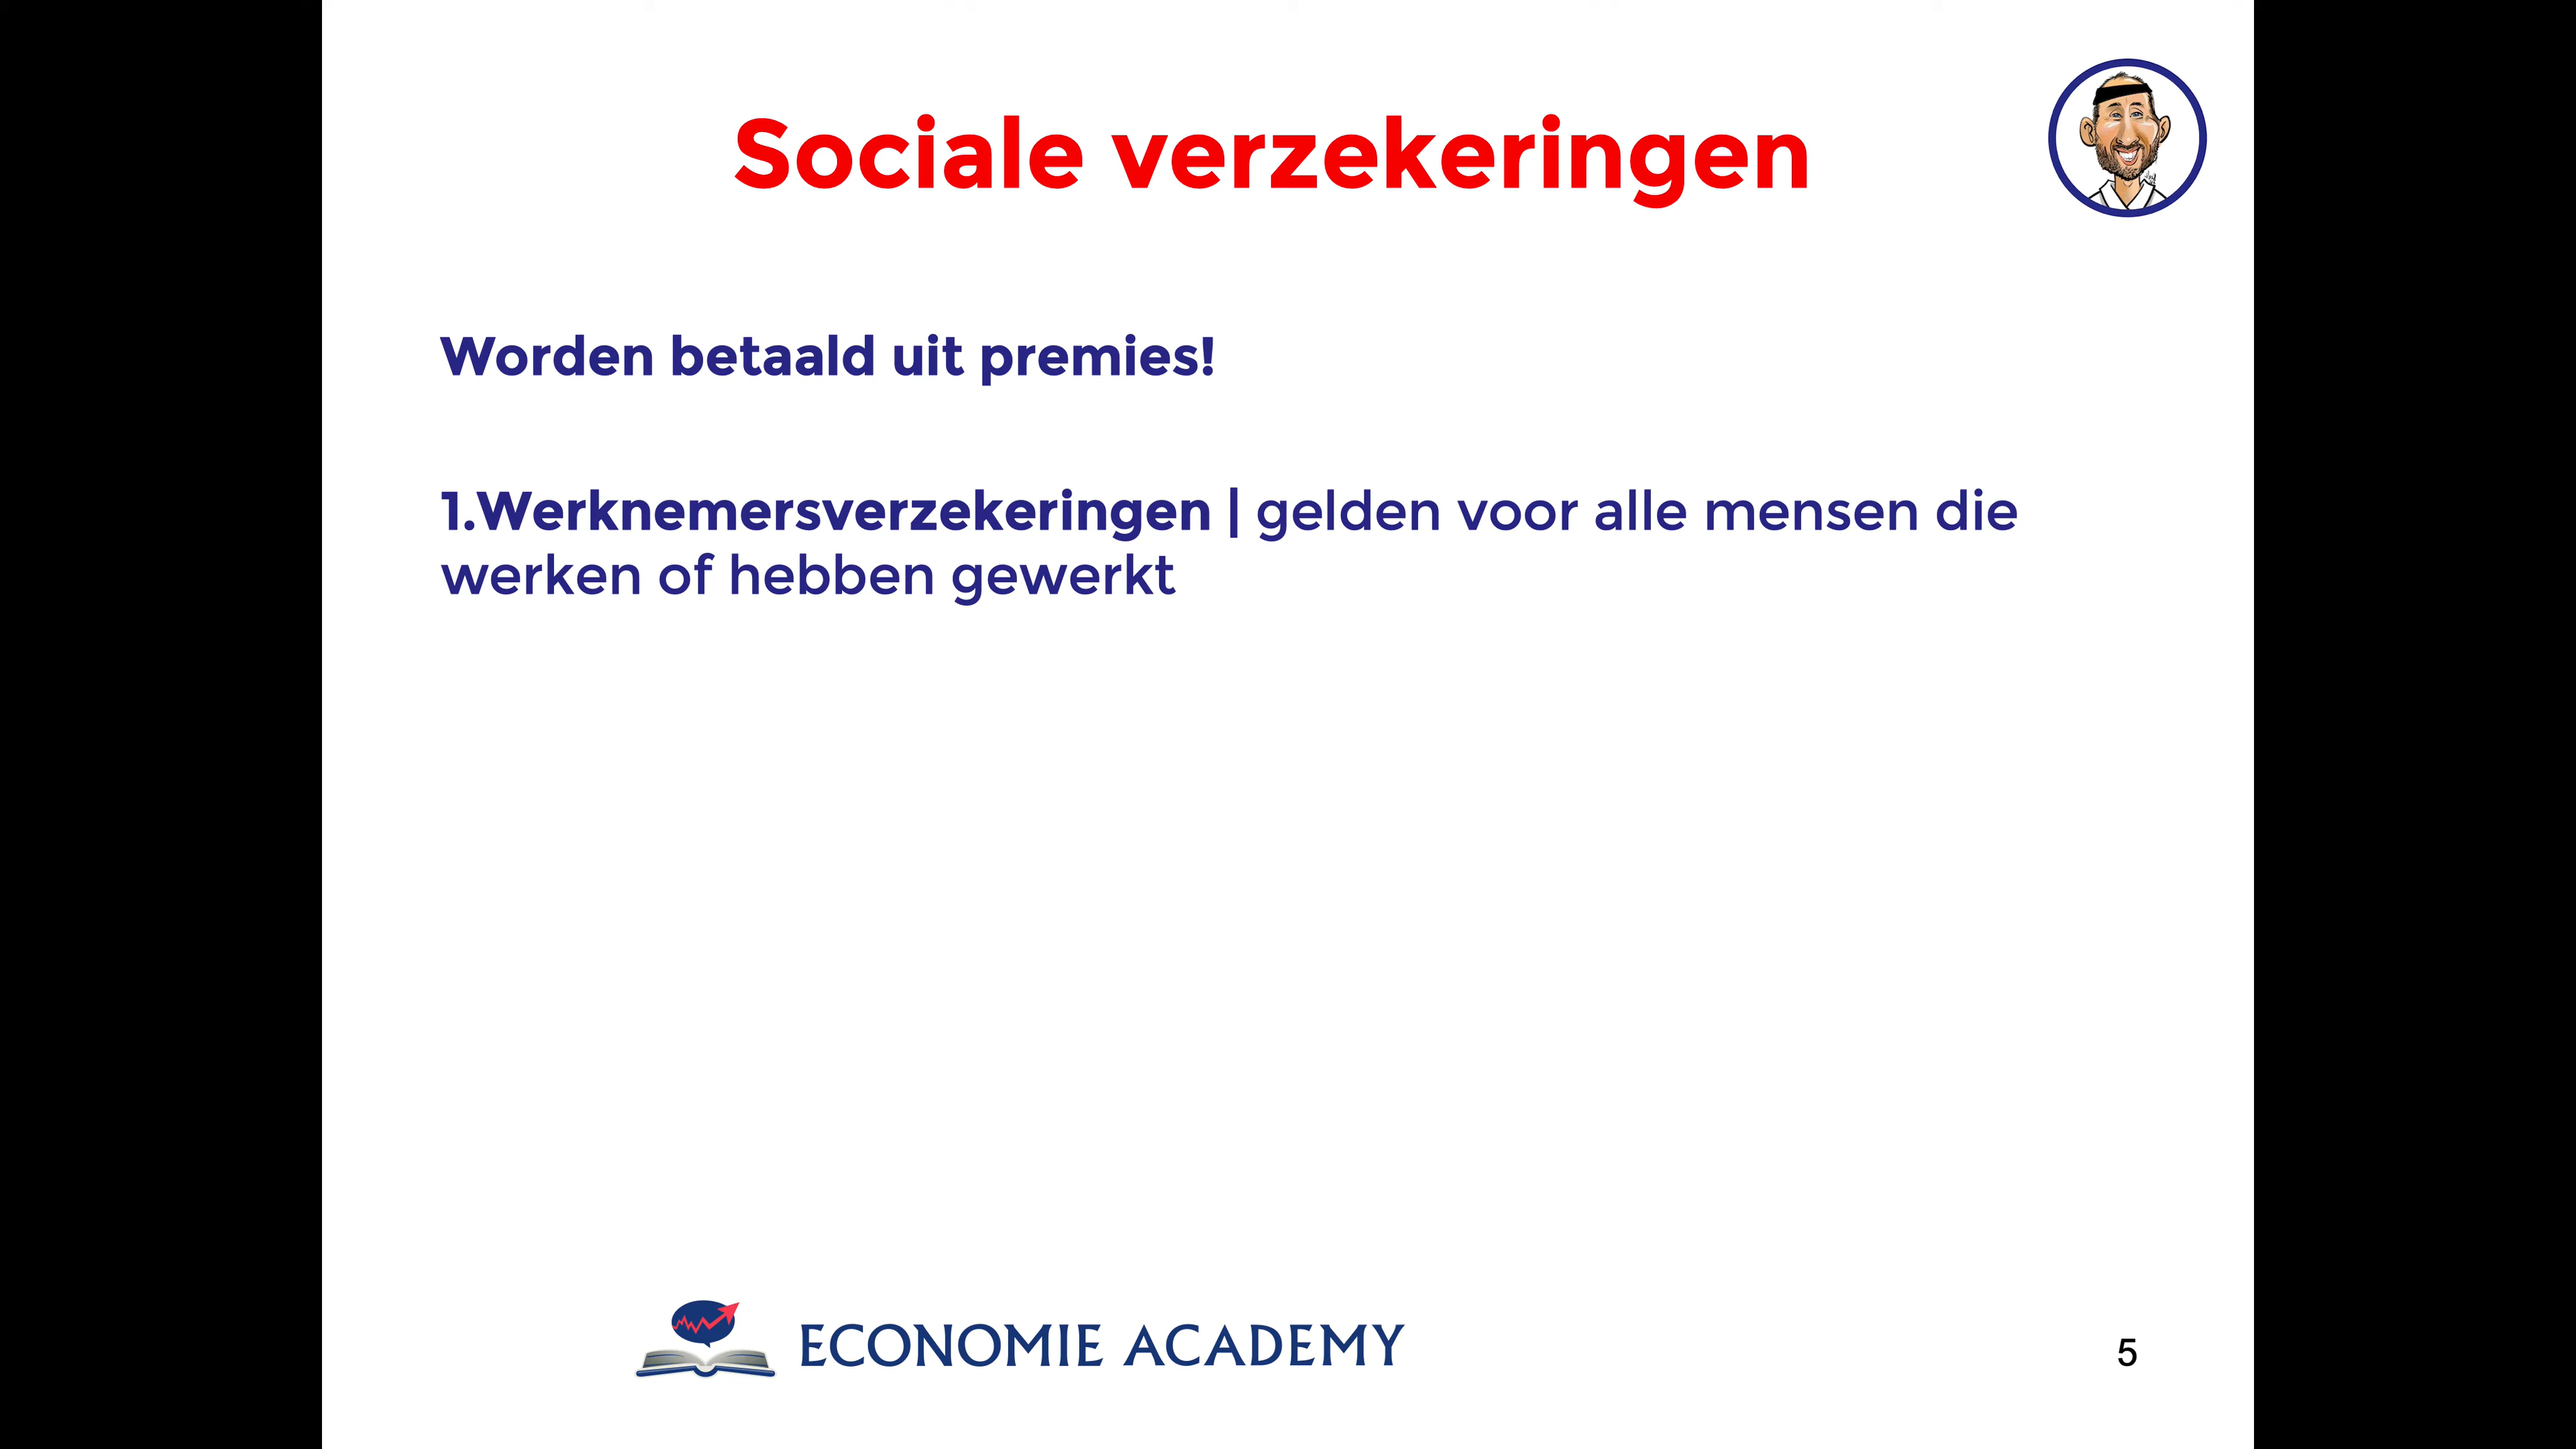 Sociale verzekeringen
Worden betaald uit premies!
1.Werknemersverzekeringen | gelden voor alle mensen die
werken of hebben gewerkt
ECONOMIE ACADEMY
5